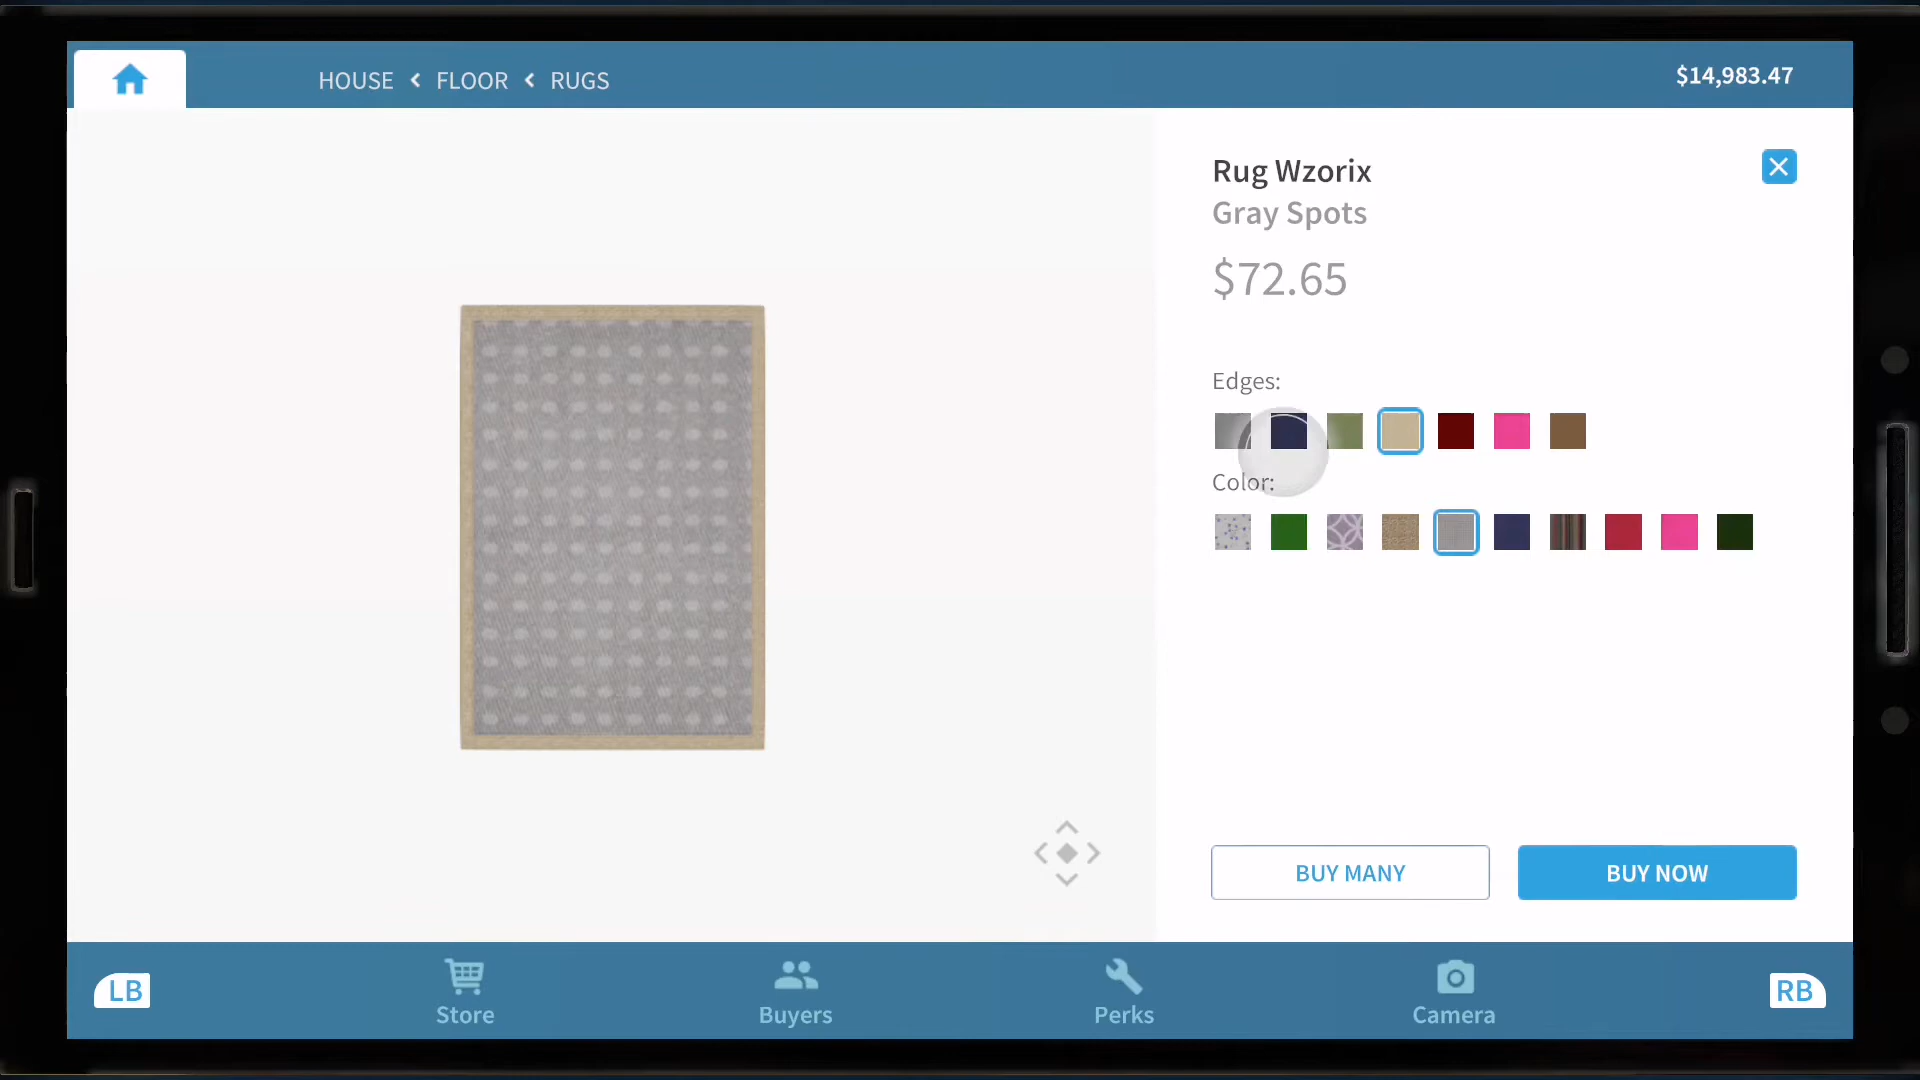 HOUSE < FLOOR < RUGS
$14,983.47
Rug Wzorix
Gray Spots
$72.65
Edges:
Color:
BUY MANY
BUY NOW
LB
Store
Buyers
Perks
Camera
RB